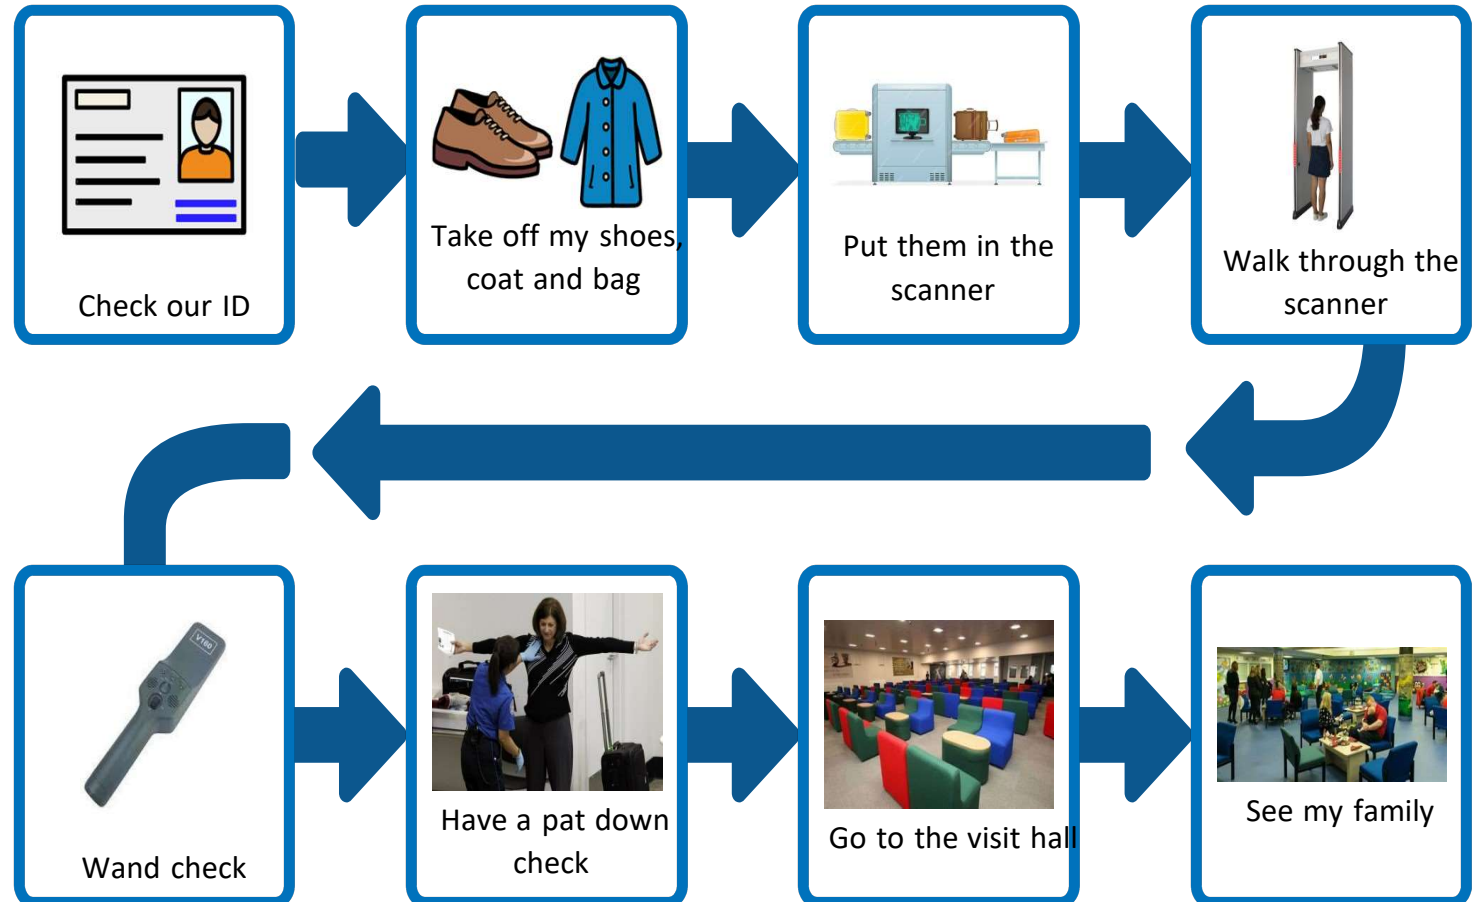 Check our ID
Take off my shoes,
coat and bag
Put them in the
scanner
Walk through the
scanner
V160
Wand check
Have a pat down
check
Go to the visit hall
See my family